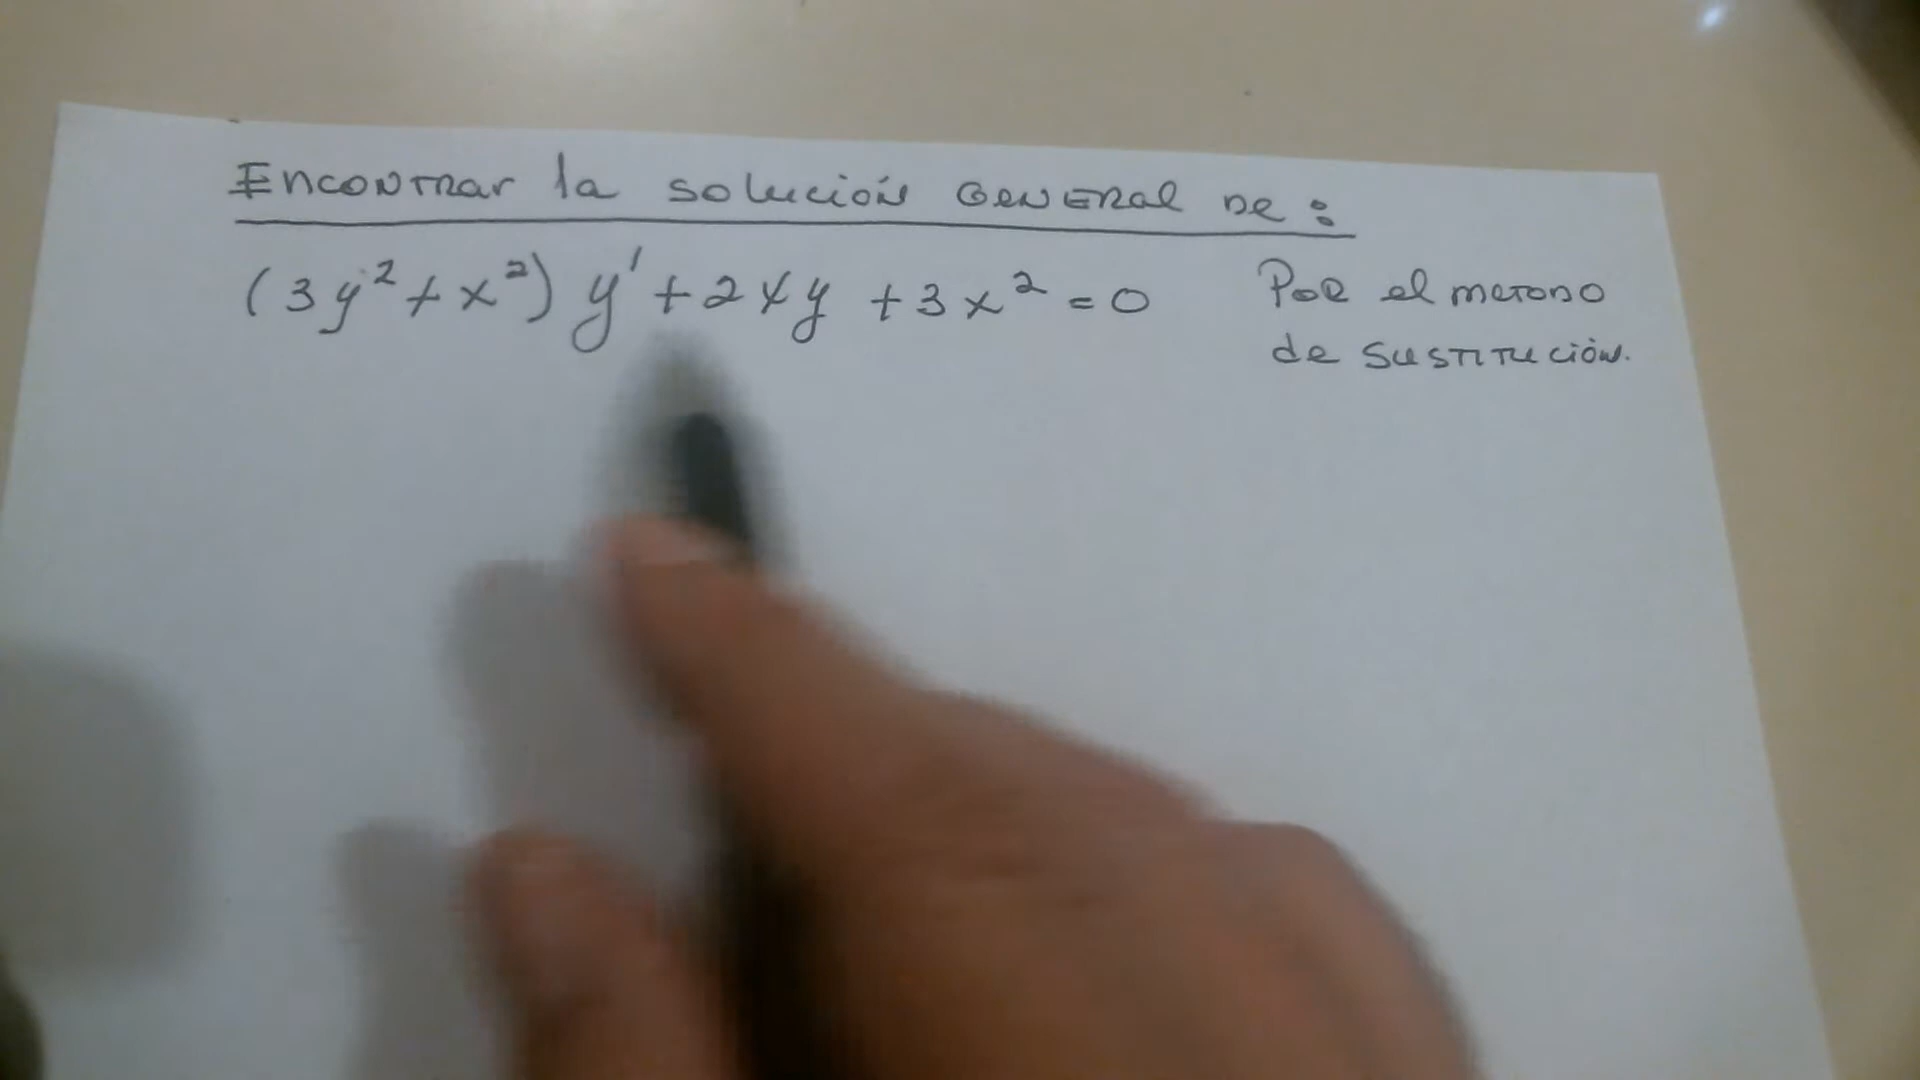 Encontrar la solución General de:
(3y²+x²) y' + 2xy + 3x² = 0
Por el metodo
de sustitución.